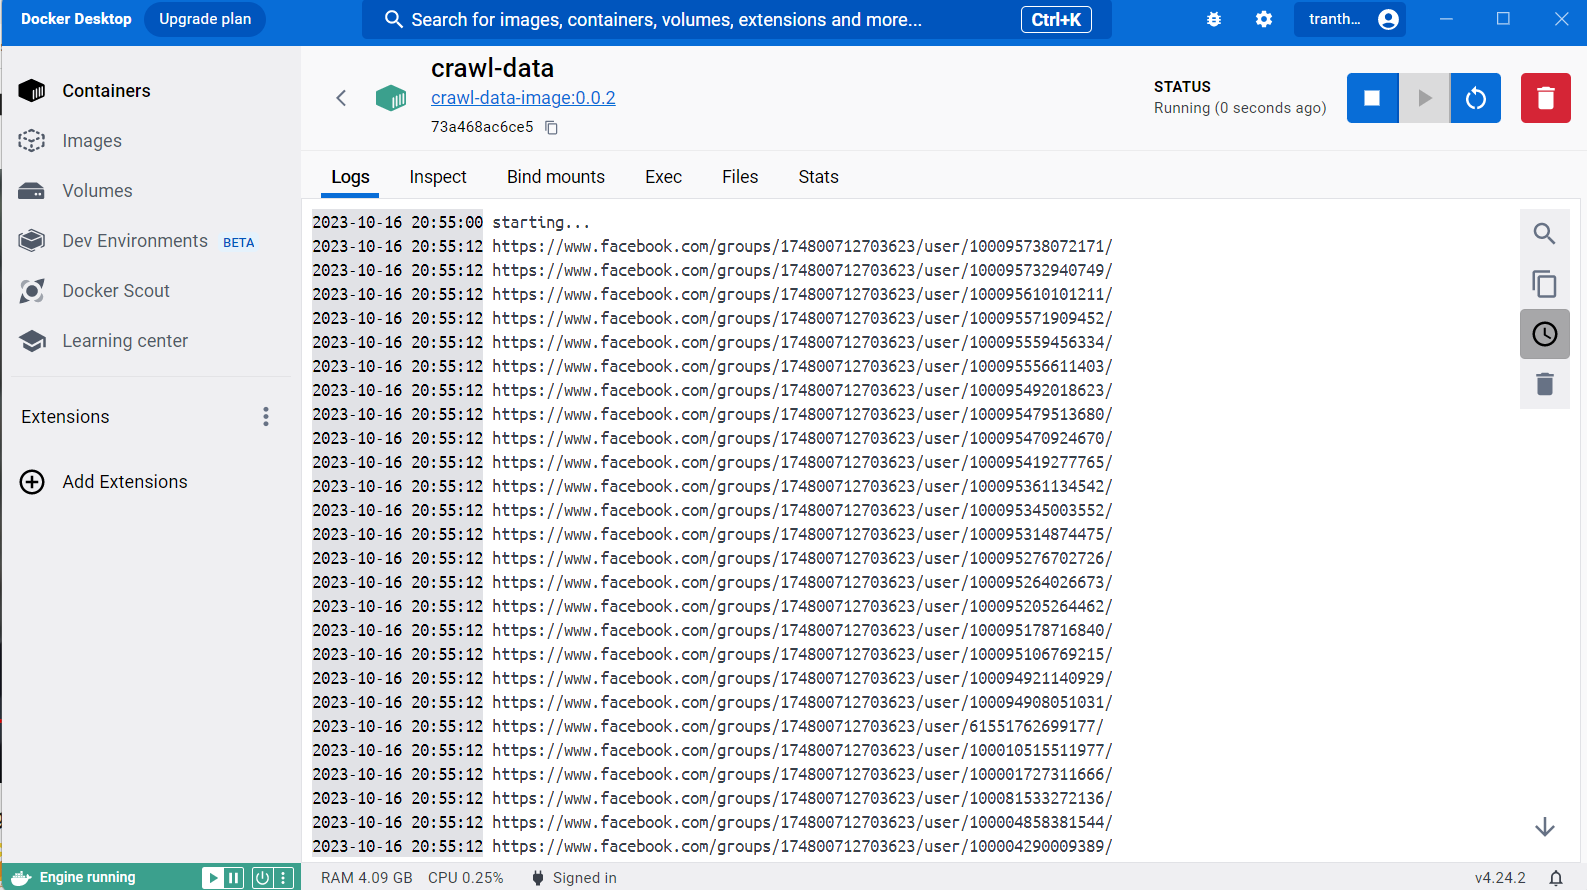 Docker Desktop Upgrade plan Search for images, containers, volumes, extensions and more... Ctrl+K tranth...
Containers
Images
Volumes
Dev Environments BETA
Docker Scout
Learning center
Extensions
Add Extensions
crawl-data
crawl-data-image:0.0.2
73a468ac6ce5
STATUS
Running (0 seconds ago)
Logs Inspect Bind mounts Exec Files Stats
2023-10-16 20:55:00 starting...
2023-10-16 20:55:12 https://www.facebook.com/groups/174800712703623/user/100095738072171/
2023-10-16 20:55:12 https://www.facebook.com/groups/174800712703623/user/100095732940749/
2023-10-16 20:55:12 https://www.facebook.com/groups/174800712703623/user/100095610101211/
2023-10-16 20:55:12 https://www.facebook.com/groups/174800712703623/user/100095571909452/
2023-10-16 20:55:12 https://www.facebook.com/groups/174800712703623/user/100095559456334/
2023-10-16 20:55:12 https://www.facebook.com/groups/174800712703623/user/100095556611403/
2023-10-16 20:55:12 https://www.facebook.com/groups/174800712703623/user/100095492018623/
2023-10-16 20:55:12 https://www.facebook.com/groups/174800712703623/user/100095479513680/
2023-10-16 20:55:12 https://www.facebook.com/groups/174800712703623/user/100095470924670/
2023-10-16 20:55:12 https://www.facebook.com/groups/174800712703623/user/100095419277765/
2023-10-16 20:55:12 https://www.facebook.com/groups/174800712703623/user/100095361134542/
2023-10-16 20:55:12 https://www.facebook.com/groups/174800712703623/user/100095345003552/
2023-10-16 20:55:12 https://www.facebook.com/groups/174800712703623/user/100095314874475/
2023-10-16 20:55:12 https://www.facebook.com/groups/174800712703623/user/100095276702726/
2023-10-16 20:55:12 https://www.facebook.com/groups/174800712703623/user/100095264026673/
2023-10-16 20:55:12 https://www.facebook.com/groups/174800712703623/user/100095205264462/
2023-10-16 20:55:12 https://www.facebook.com/groups/174800712703623/user/100095178716840/
2023-10-16 20:55:12 https://www.facebook.com/groups/174800712703623/user/100095106769215/
2023-10-16 20:55:12 https://www.facebook.com/groups/174800712703623/user/100094921140929/
2023-10-16 20:55:12 https://www.facebook.com/groups/174800712703623/user/100094908051031/
2023-10-16 20:55:12 https://www.facebook.com/groups/174800712703623/user/61551762699177/
2023-10-16 20:55:12 https://www.facebook.com/groups/174800712703623/user/100010515511977/
2023-10-16 20:55:12 https://www.facebook.com/groups/174800712703623/user/100001727311666/
2023-10-16 20:55:12 https://www.facebook.com/groups/174800712703623/user/100081533272136/
2023-10-16 20:55:12 https://www.facebook.com/groups/174800712703623/user/100004858381544/
2023-10-16 20:55:12 https://www.facebook.com/groups/174800712703623/user/100004290009389/
Engine running RAM 4.09 GB CPU 0.25% Signed in v4.24.2